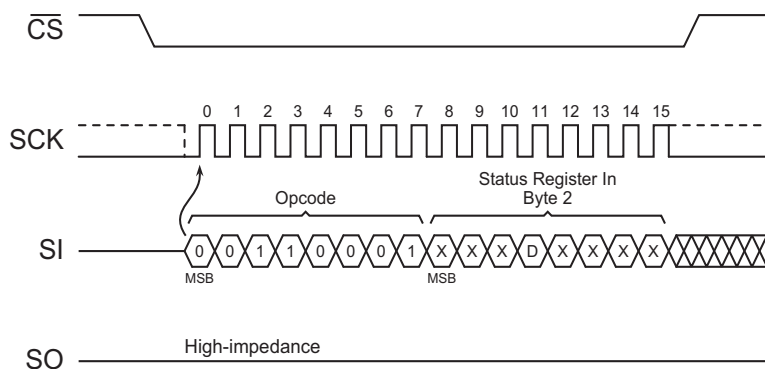 CS
0 1 2 3 4 5 6 7 8 9 10 11 12 13 14 15
SCK
Status Register In
Opcode Byte 2
SI 0 0 1 1 0 0 0 1 X X X D X X X X
MSB MSB
High-impedance
SO